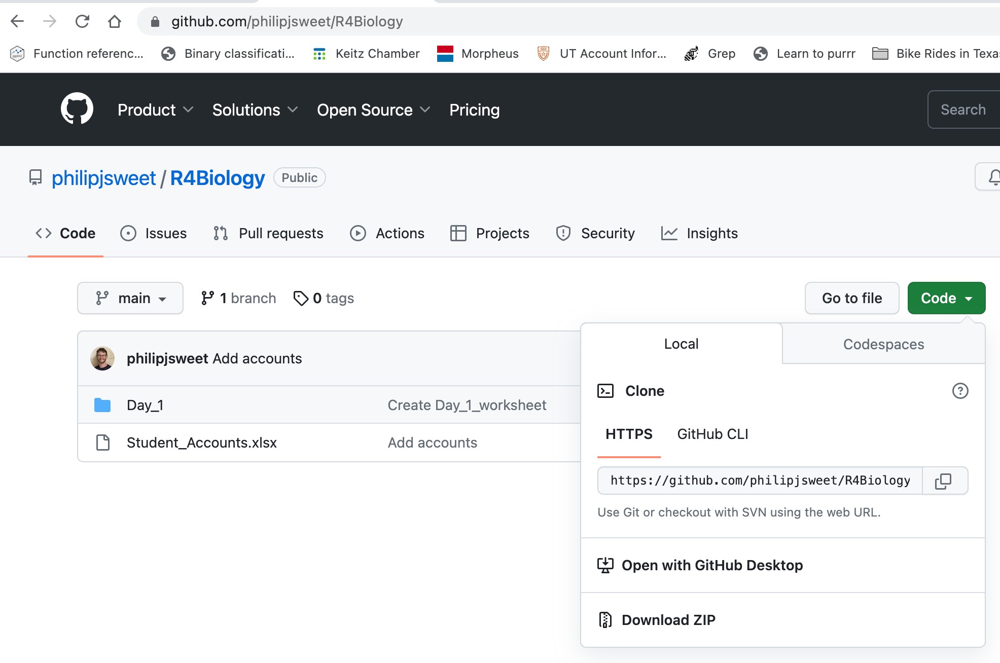 github.com/philipjsweet/R4Biology
Function referenc... Binary classificati... Keitz Chamber Morpheus UT Account Infor... Grep Learn to purrr Bike Rides in Texa
Product Solutions Open Source Pricing Search
philipjsweet / R4Biology Public
Code Issues Pull requests Actions Projects Security Insights
main 1 branch 0 tags Go to file Code
Local Codespaces
philipjsweet Add accounts
Clone
Day_1 Create Day_1_worksheet
HTTPS GitHub CLI
Student_Accounts.xlsx Add accounts
https://github.com/philipjsweet/R4Biology
Use Git or checkout with SVN using the web URL.
Open with GitHub Desktop
Download ZIP